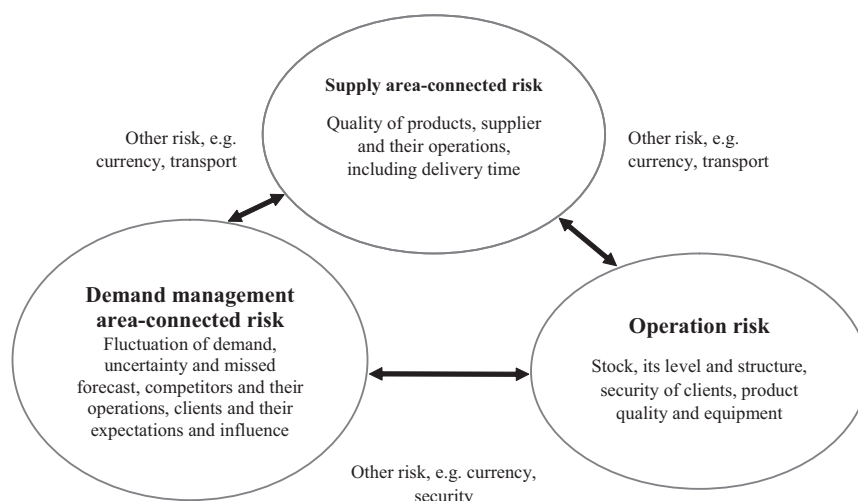 Supply area-connected risk
Quality of products, supplier
and their operations,
including delivery time
Other risk, e.g.
currency, transport
Other risk, e.g.
currency, transport
Demand management
area-connected risk
Fluctuation of demand,
uncertainty and missed
forecast, competitors and their
operations, clients and their
expectations and influence
Operation risk
Stock, its level and structure,
security of clients, product
quality and equipment
Other risk, e.g. currency,
security